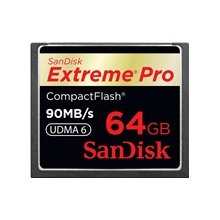 SanDisk
Extreme® Pro
CompactFlash®
90MB/s
UDMA 6
64GB
SanDisk